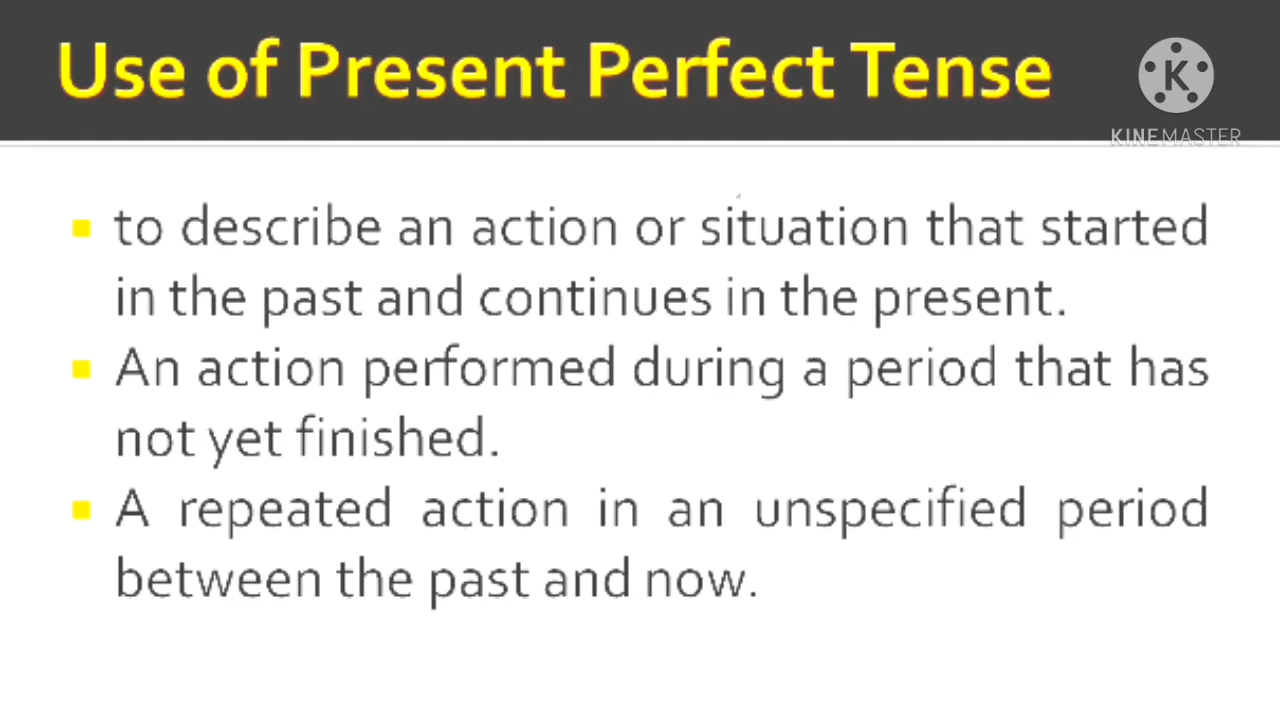 Use of Present Perfect Tense
K
KINEMASTER
to describe an action or situation that started
in the past and continues in the present.
An action performed during a period that has
not yet finished.
A repeated action in an unspecified period
between the past and now.